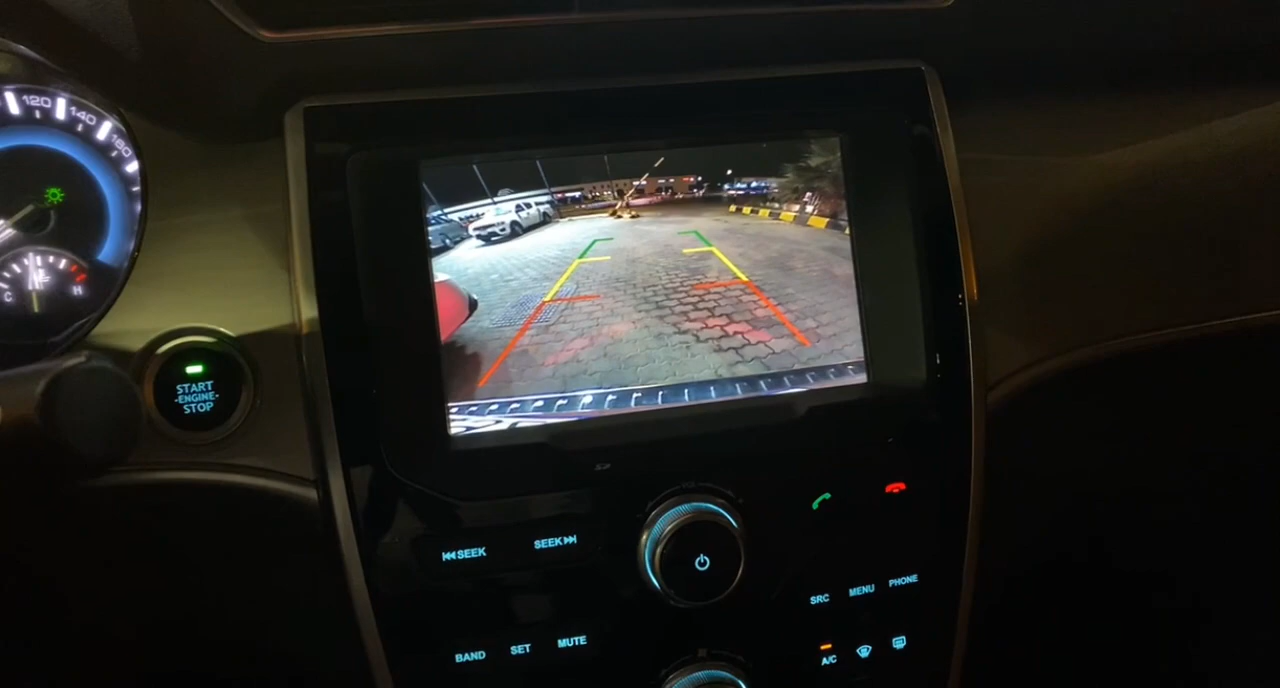 120
140
160
C
H
START
-ENGINE-
STOP
SEEK
SEEK
SRC
MENU
PHONE
BAND
SET
MUTE
A/C